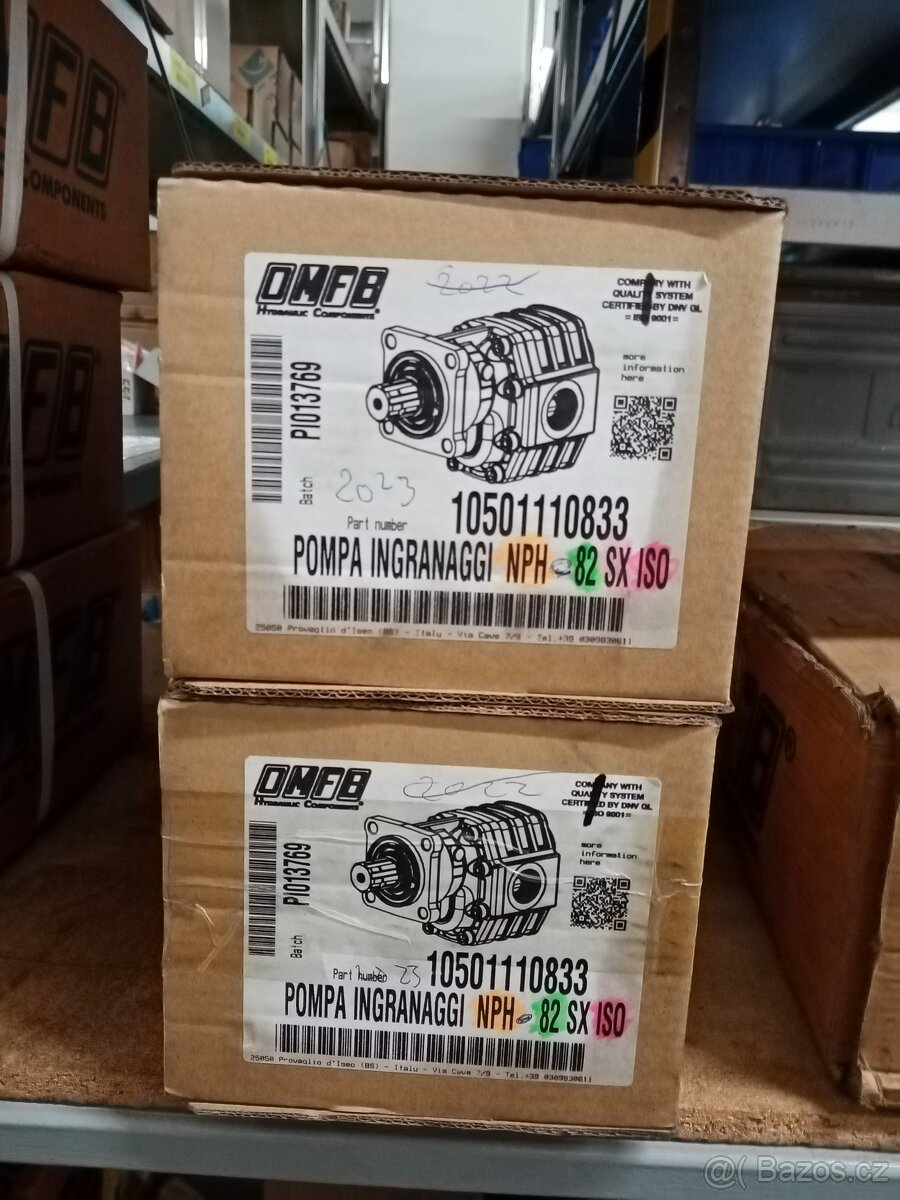 OMFB
COMPONENTS
OMFB
HYDRAULIC COMPONENTS®
2022
COMPANY WITH
QUALITY SYSTEM
CERTIFIED BY DNV GL
= ISO 9001=
more
information
here
PI013769
Batch
2023
Part number
10501110833
POMPA INGRANAGGI NPH - 82 SX ISO
25050 Provaglio d'Iseo (BS) - Italy - Via Cave 7/9 - Tel.+39 0309830611
OMFB
HYDRAULIC COMPONENTS®
2022
COMPANY WITH
QUALITY SYSTEM
CERTIFIED BY DNV GL
=ISO 9001=
more
information
here
PI013769
Batch
Part number 23
10501110833
POMPA INGRANAGGI NPH - 82 SX ISO
25050 Provaglio d'Iseo (BS) - Italy - Via Cave 7/9 - Tel.+39 0309830611
@ Bazos.cz